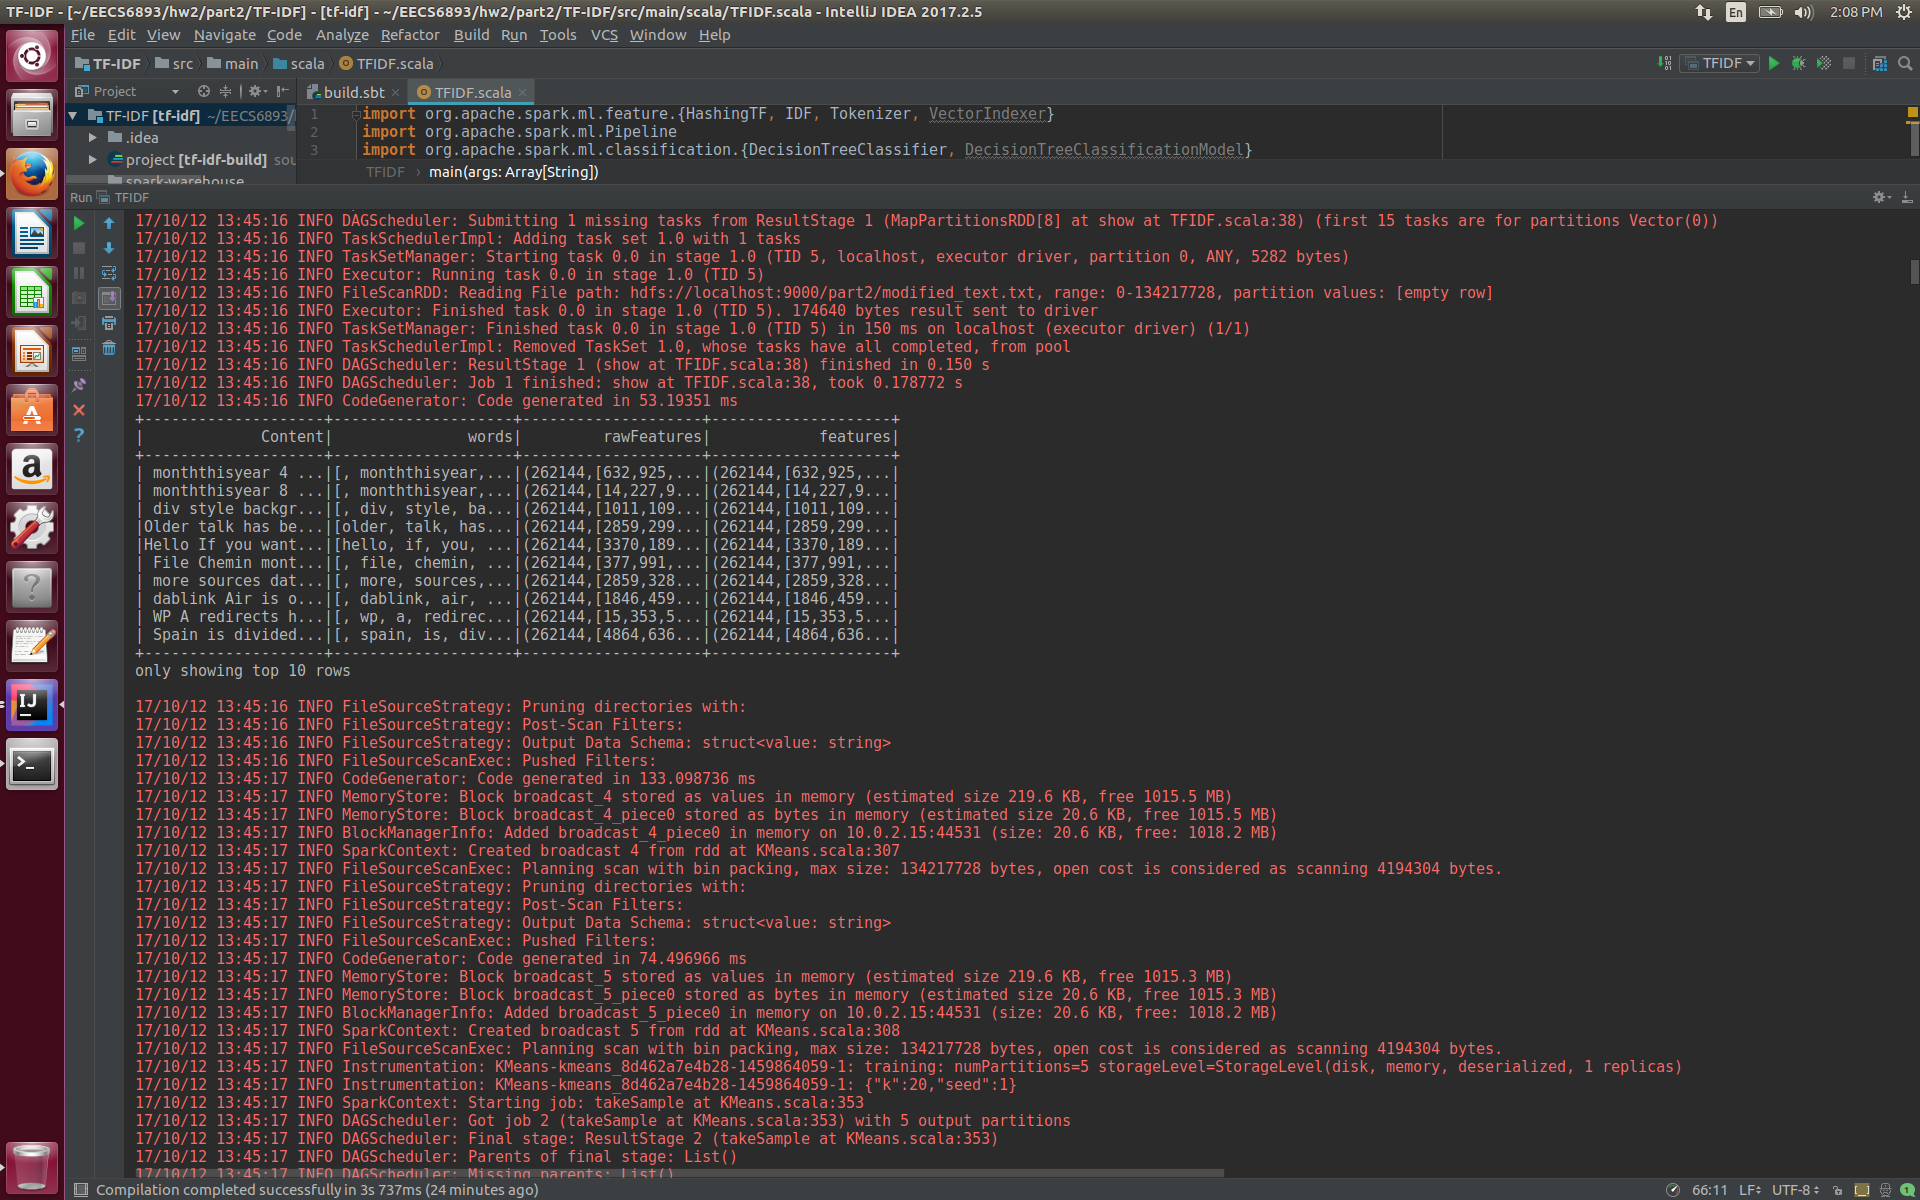 TF-IDF - [~/EECS6893/hw2/part2/TF-IDF] - [tf-idf] - ~/EECS6893/hw2/part2/TF-IDF/src/main/scala/TFIDF.scala - IntelliJ IDEA 2017.2.5
En
2:08 PM
File Edit View Navigate Code Analyze Refactor Build Run Tools VCS Window Help
TF-IDF src main scala TFIDF.scala
TFIDF
Project
build.sbt TFIDF.scala
TF-IDF [tf-idf] ~/EECS6893/
.idea
project [tf-idf-build] sou
spark-warehouse
1 import org.apache.spark.ml.feature.{HashingTF, IDF, Tokenizer, VectorIndexer}
2 import org.apache.spark.ml.Pipeline
3 import org.apache.spark.ml.classification.{DecisionTreeClassifier, DecisionTreeClassificationModel}
TFIDF › main(args: Array[String])
Run TFIDF
17/10/12 13:45:16 INFO DAGScheduler: Submitting 1 missing tasks from ResultStage 1 (MapPartitionsRDD[8] at show at TFIDF.scala:38) (first 15 tasks are for partitions Vector(0))
17/10/12 13:45:16 INFO TaskSchedulerImpl: Adding task set 1.0 with 1 tasks
17/10/12 13:45:16 INFO TaskSetManager: Starting task 0.0 in stage 1.0 (TID 5, localhost, executor driver, partition 0, ANY, 5282 bytes)
17/10/12 13:45:16 INFO Executor: Running task 0.0 in stage 1.0 (TID 5)
17/10/12 13:45:16 INFO FileScanRDD: Reading File path: hdfs://localhost:9000/part2/modified_text.txt, range: 0-134217728, partition values: [empty row]
17/10/12 13:45:16 INFO Executor: Finished task 0.0 in stage 1.0 (TID 5). 174640 bytes result sent to driver
17/10/12 13:45:16 INFO TaskSetManager: Finished task 0.0 in stage 1.0 (TID 5) in 150 ms on localhost (executor driver) (1/1)
17/10/12 13:45:16 INFO TaskSchedulerImpl: Removed TaskSet 1.0, whose tasks have all completed, from pool
17/10/12 13:45:16 INFO DAGScheduler: ResultStage 1 (show at TFIDF.scala:38) finished in 0.150 s
17/10/12 13:45:16 INFO DAGScheduler: Job 1 finished: show at TFIDF.scala:38, took 0.178772 s
17/10/12 13:45:16 INFO CodeGenerator: Code generated in 53.19351 ms
+--------------------+--------------------+--------------------+--------------------+
|             Content|               words|         rawFeatures|            features|
+--------------------+--------------------+--------------------+--------------------+
| monththisyear 4 ...|[, monththisyear,...|(262144,[632,925,...|(262144,[632,925,...|
| monththisyear 8 ...|[, monththisyear,...|(262144,[14,227,9...|(262144,[14,227,9...|
| div style backgr...|[, div, style, ba...|(262144,[1011,109...|(262144,[1011,109...|
|Older talk has be...|[older, talk, has...|(262144,[2859,299...|(262144,[2859,299...|
|Hello If you want...|[hello, if, you, ...|(262144,[3370,189...|(262144,[3370,189...|
| File Chemin mont...|[, file, chemin, ...|(262144,[377,991,...|(262144,[377,991,...|
| more sources dat...|[, more, sources,...|(262144,[2859,328...|(262144,[2859,328...|
| dablink Air is o...|[, dablink, air, ...|(262144,[1846,459...|(262144,[1846,459...|
| WP A redirects h...|[, wp, a, redirec...|(262144,[15,353,5...|(262144,[15,353,5...|
| Spain is divided...|[, spain, is, div...|(262144,[4864,636...|(262144,[4864,636...|
+--------------------+--------------------+--------------------+--------------------+
only showing top 10 rows
17/10/12 13:45:16 INFO FileSourceStrategy: Pruning directories with:
17/10/12 13:45:16 INFO FileSourceStrategy: Post-Scan Filters:
17/10/12 13:45:16 INFO FileSourceStrategy: Output Data Schema: struct<value: string>
17/10/12 13:45:16 INFO FileSourceScanExec: Pushed Filters:
17/10/12 13:45:17 INFO CodeGenerator: Code generated in 133.098736 ms
17/10/12 13:45:17 INFO MemoryStore: Block broadcast_4 stored as values in memory (estimated size 219.6 KB, free 1015.5 MB)
17/10/12 13:45:17 INFO MemoryStore: Block broadcast_4_piece0 stored as bytes in memory (estimated size 20.6 KB, free 1015.5 MB)
17/10/12 13:45:17 INFO BlockManagerInfo: Added broadcast_4_piece0 in memory on 10.0.2.15:44531 (size: 20.6 KB, free: 1018.2 MB)
17/10/12 13:45:17 INFO SparkContext: Created broadcast 4 from rdd at KMeans.scala:307
17/10/12 13:45:17 INFO FileSourceScanExec: Planning scan with bin packing, max size: 134217728 bytes, open cost is considered as scanning 4194304 bytes.
17/10/12 13:45:17 INFO FileSourceStrategy: Pruning directories with:
17/10/12 13:45:17 INFO FileSourceStrategy: Post-Scan Filters:
17/10/12 13:45:17 INFO FileSourceStrategy: Output Data Schema: struct<value: string>
17/10/12 13:45:17 INFO FileSourceScanExec: Pushed Filters:
17/10/12 13:45:17 INFO CodeGenerator: Code generated in 74.496966 ms
17/10/12 13:45:17 INFO MemoryStore: Block broadcast_5 stored as values in memory (estimated size 219.6 KB, free 1015.3 MB)
17/10/12 13:45:17 INFO MemoryStore: Block broadcast_5_piece0 stored as bytes in memory (estimated size 20.6 KB, free 1015.3 MB)
17/10/12 13:45:17 INFO BlockManagerInfo: Added broadcast_5_piece0 in memory on 10.0.2.15:44531 (size: 20.6 KB, free: 1018.2 MB)
17/10/12 13:45:17 INFO SparkContext: Created broadcast 5 from rdd at KMeans.scala:308
17/10/12 13:45:17 INFO FileSourceScanExec: Planning scan with bin packing, max size: 134217728 bytes, open cost is considered as scanning 4194304 bytes.
17/10/12 13:45:17 INFO Instrumentation: KMeans-kmeans_8d462a7e4b28-1459864059-1: training: numPartitions=5 storageLevel=StorageLevel(disk, memory, deserialized, 1 replicas)
17/10/12 13:45:17 INFO Instrumentation: KMeans-kmeans_8d462a7e4b28-1459864059-1: {"k":20,"seed":1}
17/10/12 13:45:17 INFO SparkContext: Starting job: takeSample at KMeans.scala:353
17/10/12 13:45:17 INFO DAGScheduler: Got job 2 (takeSample at KMeans.scala:353) with 5 output partitions
17/10/12 13:45:17 INFO DAGScheduler: Final stage: ResultStage 2 (takeSample at KMeans.scala:353)
17/10/12 13:45:17 INFO DAGScheduler: Parents of final stage: List()
17/10/12 13:45:17 INFO DAGScheduler: Missing parents: List()
Compilation completed successfully in 3s 737ms (24 minutes ago)
66:11 LF UTF-8